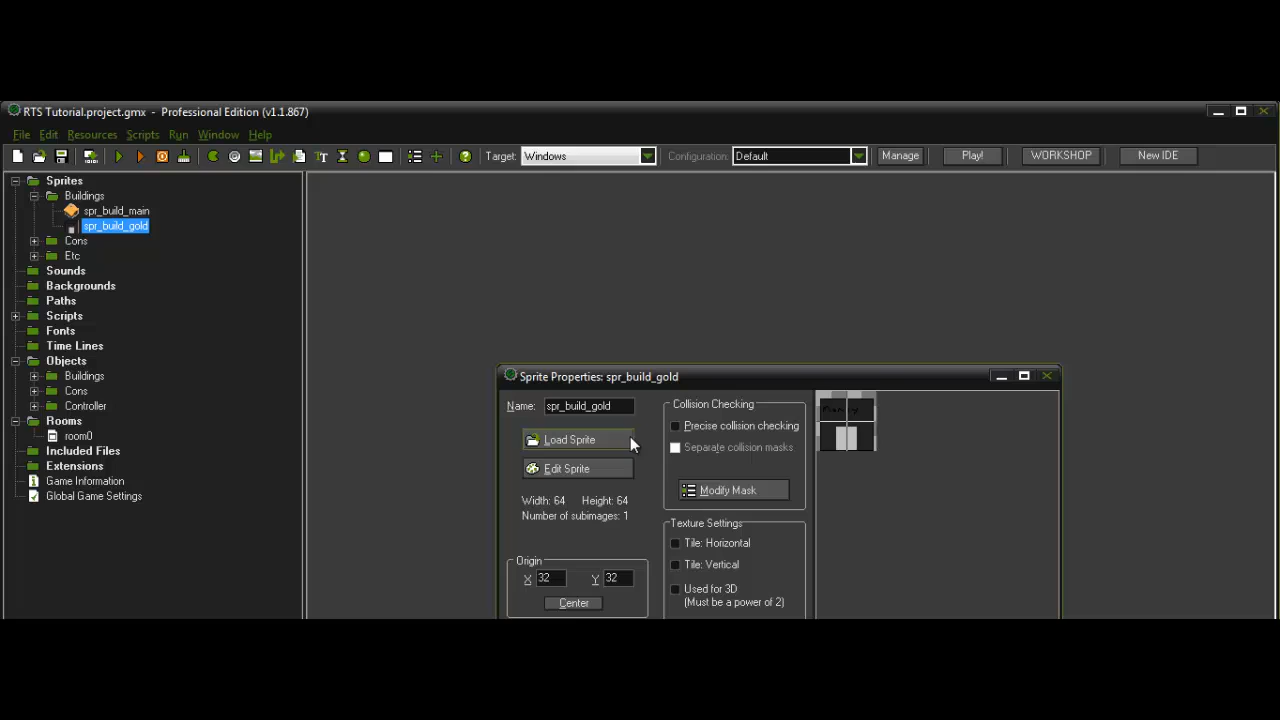 RTS Tutorial.project.gmx - Professional Edition (v1.1.867)
File Edit Resources Scripts Run Window Help
Target: Windows Configuration: Default Manage Play! WORKSHOP New IDE
Sprites
Buildings
spr_build_main
spr_build_gold
Cons
Etc
Sounds
Backgrounds
Paths
Scripts
Fonts
Time Lines
Objects
Buildings
Cons
Controller
Rooms
room0
Included Files
Extensions
Game Information
Global Game Settings
Sprite Properties: spr_build_gold
Name: spr_build_gold
Load Sprite
Edit Sprite
Width: 64 Height: 64
Number of subimages: 1
Origin
X 32 Y 32
Center
Collision Checking
Precise collision checking
Separate collision masks
Modify Mask
Texture Settings
Tile: Horizontal
Tile: Vertical
Used for 3D
(Must be a power of 2)